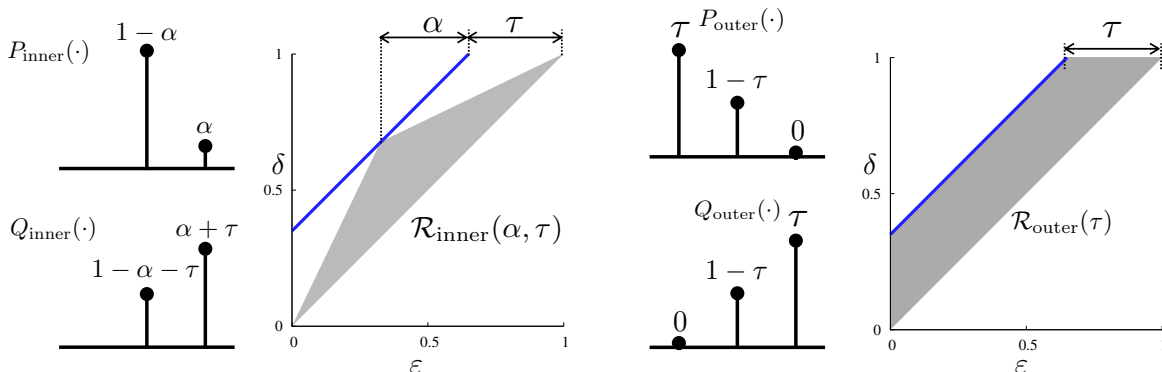 P_inner(·)
1 − α
α
Q_inner(·)
α + τ
1 − α − τ
α
τ
1
δ
0.5
R_inner(α, τ)
0
0
0.5
1
ε
P_outer(·)
τ
1 − τ
0
Q_outer(·)
τ
1 − τ
0
τ
1
δ
0.5
R_outer(τ)
0
0
0.5
1
ε